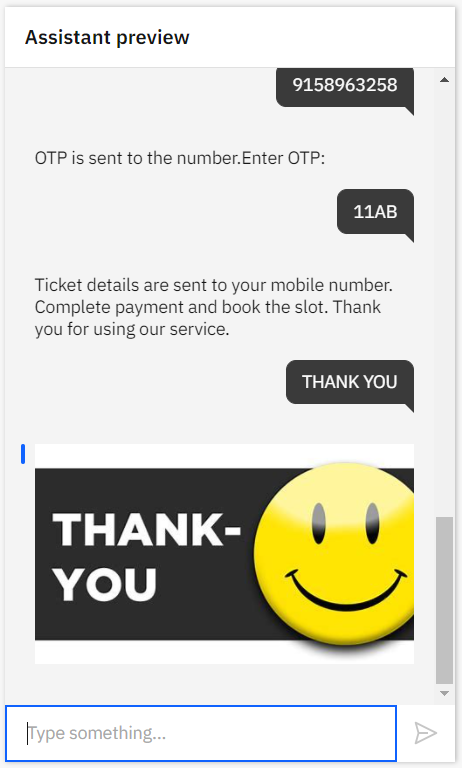 Assistant preview
9158963258
OTP is sent to the number.Enter OTP:
11AB
Ticket details are sent to your mobile number.
Complete payment and book the slot. Thank
you for using our service.
THANK YOU
THANK-
YOU
Type something...